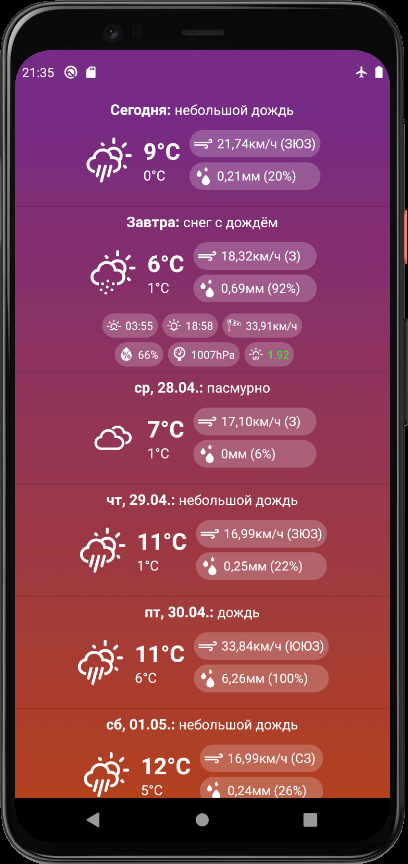 21:35
Сегодня: небольшой дождь
9°C
21,74км/ч (ЗЮЗ)
0°C
0,21мм (20%)
Завтра: снег с дождём
6°C
18,32км/ч (З)
1°C
0,69мм (92%)
03:55 18:58 33,91км/ч
66% 1007hPa UV 1.92
ср, 28.04.: пасмурно
7°C
17,10км/ч (З)
1°C
0мм (6%)
чт, 29.04.: небольшой дождь
11°C
16,99км/ч (ЗЮЗ)
1°C
0,25мм (22%)
пт, 30.04.: дождь
11°C
33,84км/ч (ЮЮЗ)
6°C
6,26мм (100%)
сб, 01.05.: небольшой дождь
12°C
16,99км/ч (СЗ)
5°C
0,24мм (26%)